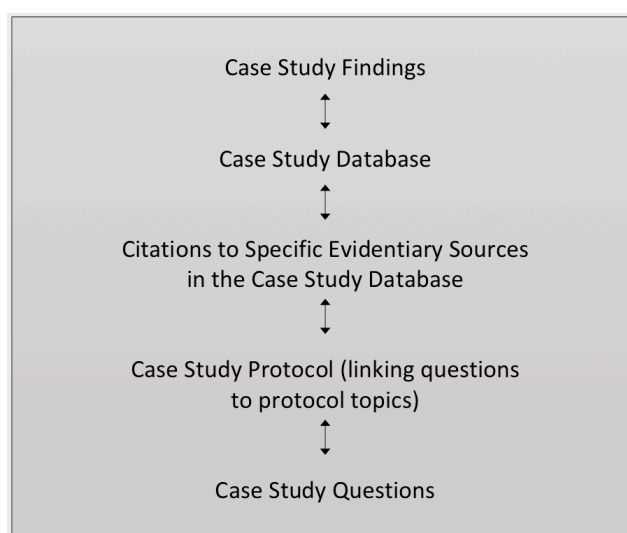 Case Study Findings
Case Study Database
Citations to Specific Evidentiary Sources
in the Case Study Database
Case Study Protocol (linking questions
to protocol topics)
Case Study Questions